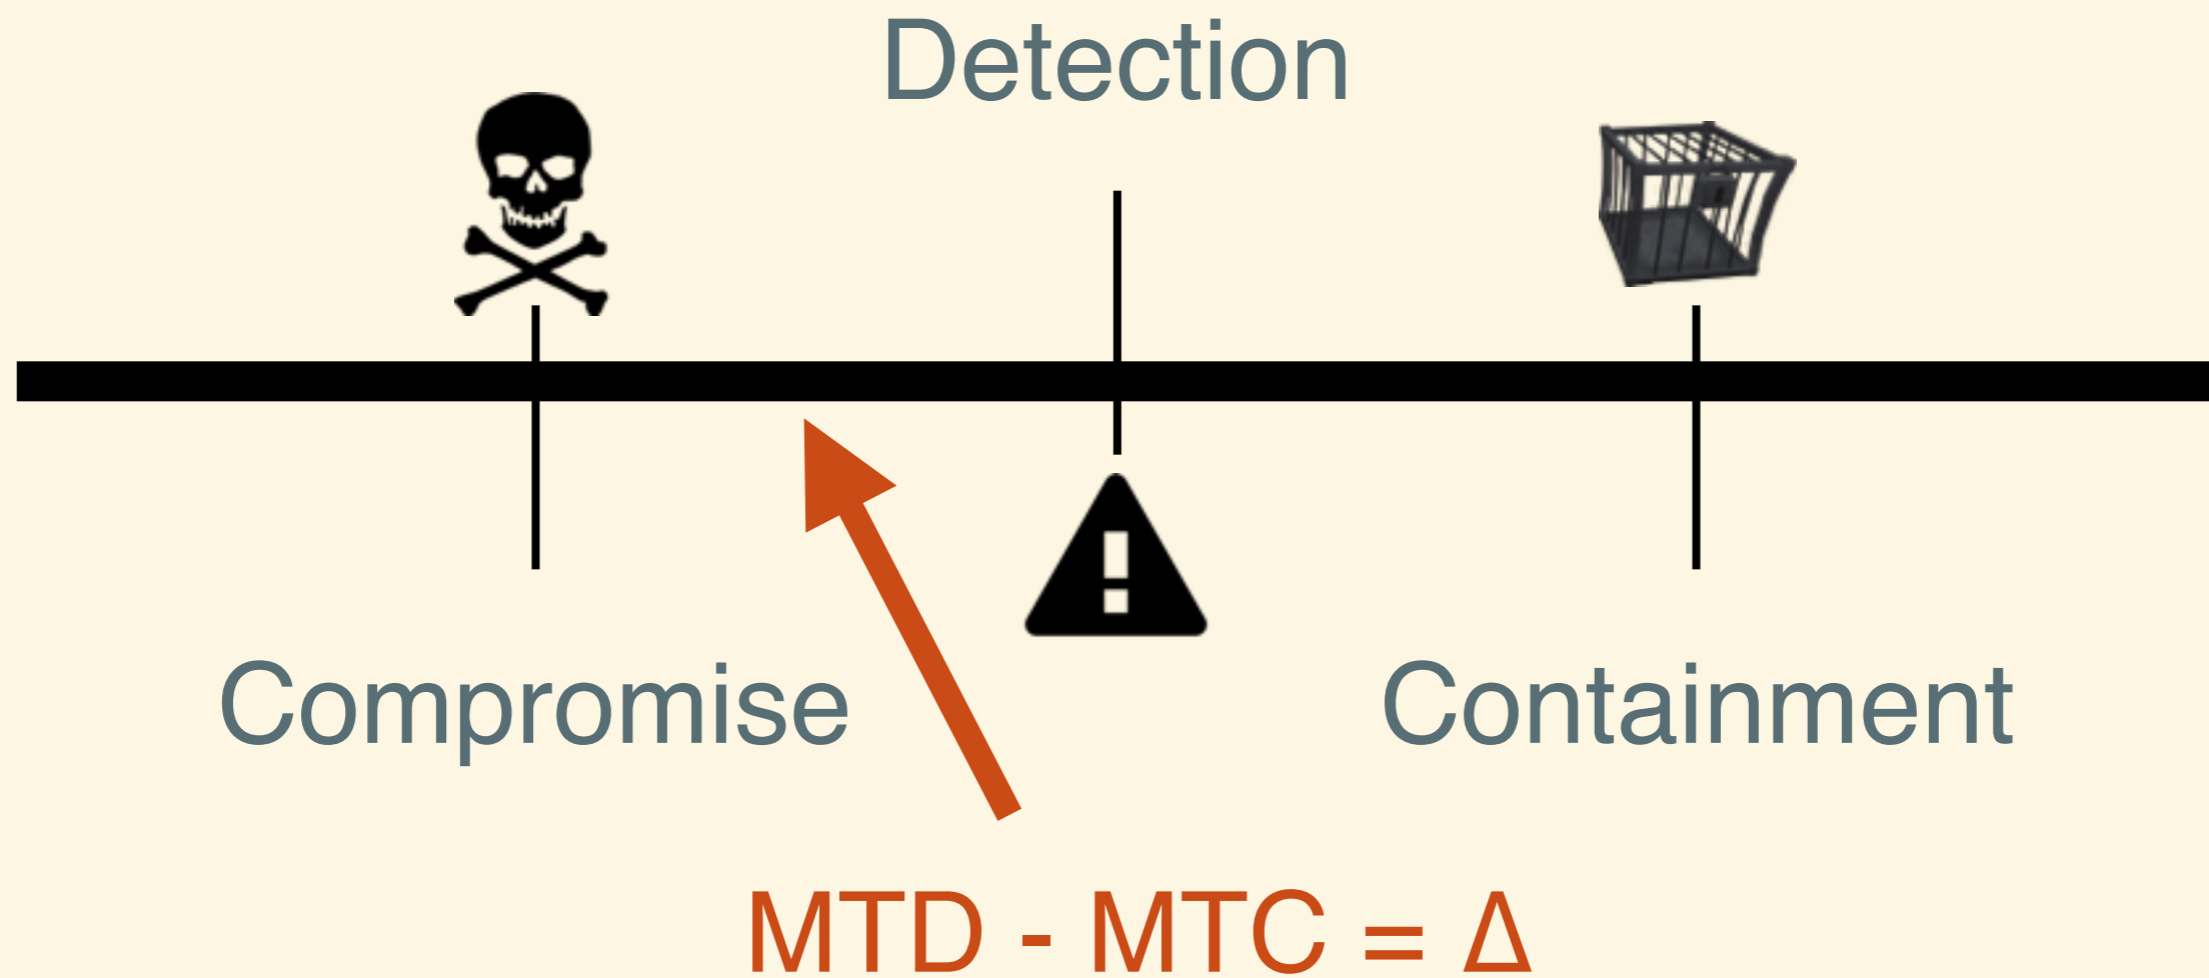 Detection
Compromise
Containment
MTD - MTC = Δ